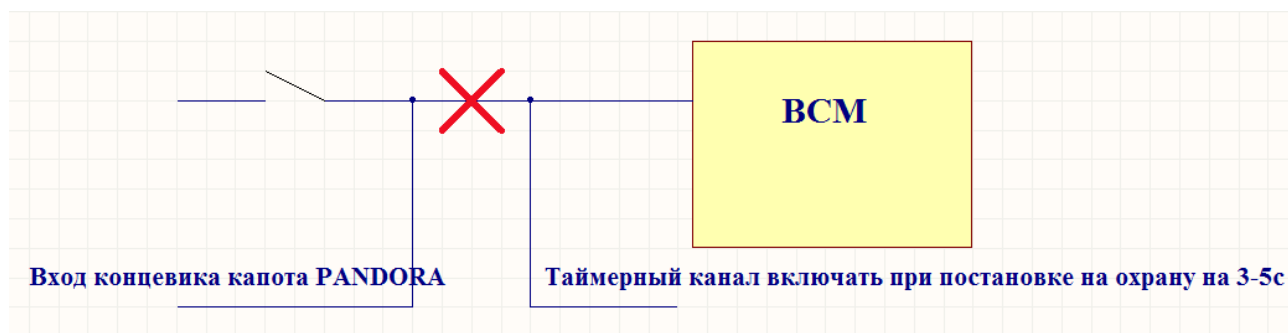 BCM
Вход концевика капота PANDORA
Таймерный канал включать при постановке на охрану на 3-5с